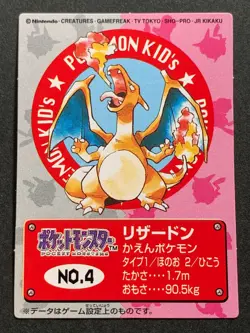 © Nintendo · CREATURES · GAMEFREAK · TV TOKYO · SHO-PRO · JR KIKAKU
POKÉMON KID'S
ポケットモンスター™
POCKET MONSTERS
NO.4
リザードン
かえんポケモン
タイプ1/ほのお 2/ひこう
たかさ‥‥1.7m
おもさ‥‥90.5kg
※データはゲーム設定上のものです。